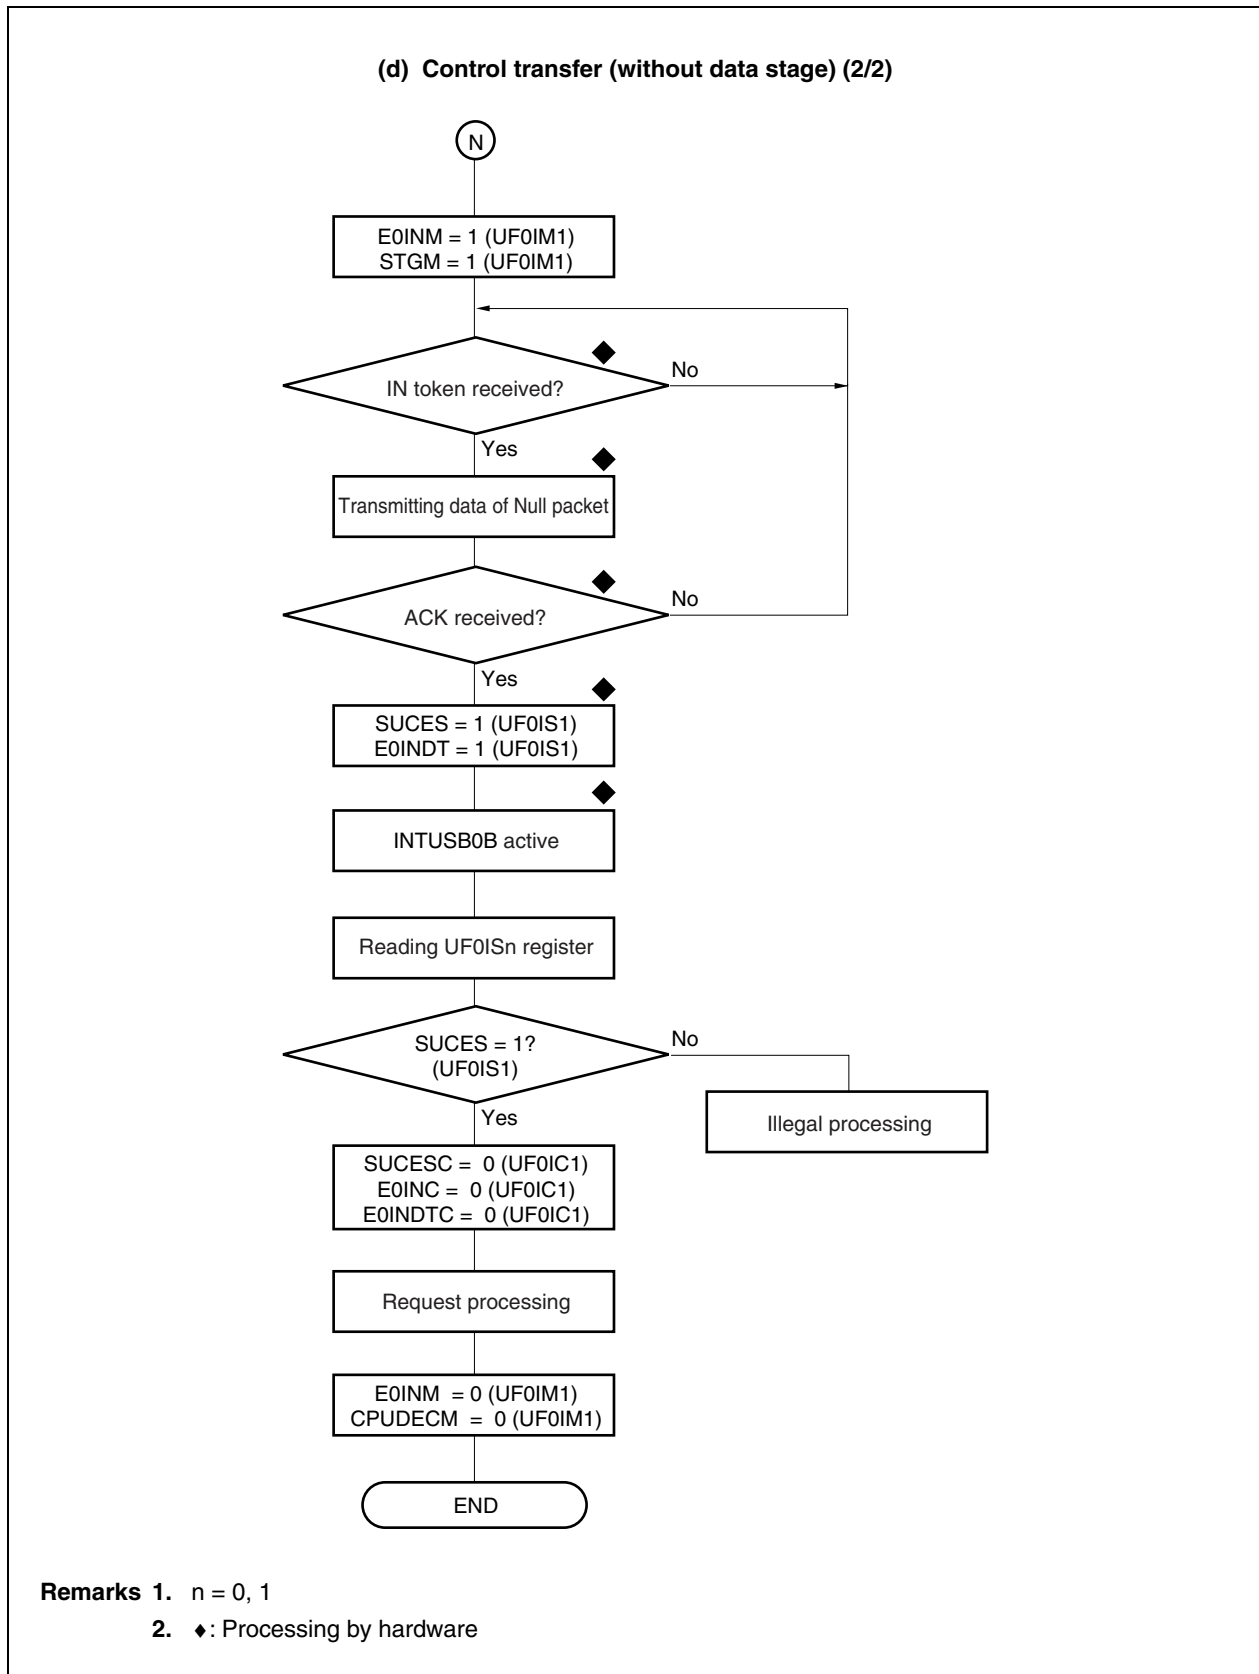 (d) Control transfer (without data stage) (2/2)
N
E0INM = 1 (UF0IM1)
STGM = 1 (UF0IM1)
IN token received?
No
Yes
Transmitting data of Null packet
ACK received?
No
Yes
SUCES = 1 (UF0IS1)
E0INDT = 1 (UF0IS1)
INTUSB0B active
Reading UF0ISn register
SUCES = 1?
(UF0IS1)
No
Illegal processing
Yes
SUCESC = 0 (UF0IC1)
E0INC = 0 (UF0IC1)
E0INDTC = 0 (UF0IC1)
Request processing
E0INM = 0 (UF0IM1)
CPUDECM = 0 (UF0IM1)
END
Remarks 1. n = 0, 1
2. ♦: Processing by hardware